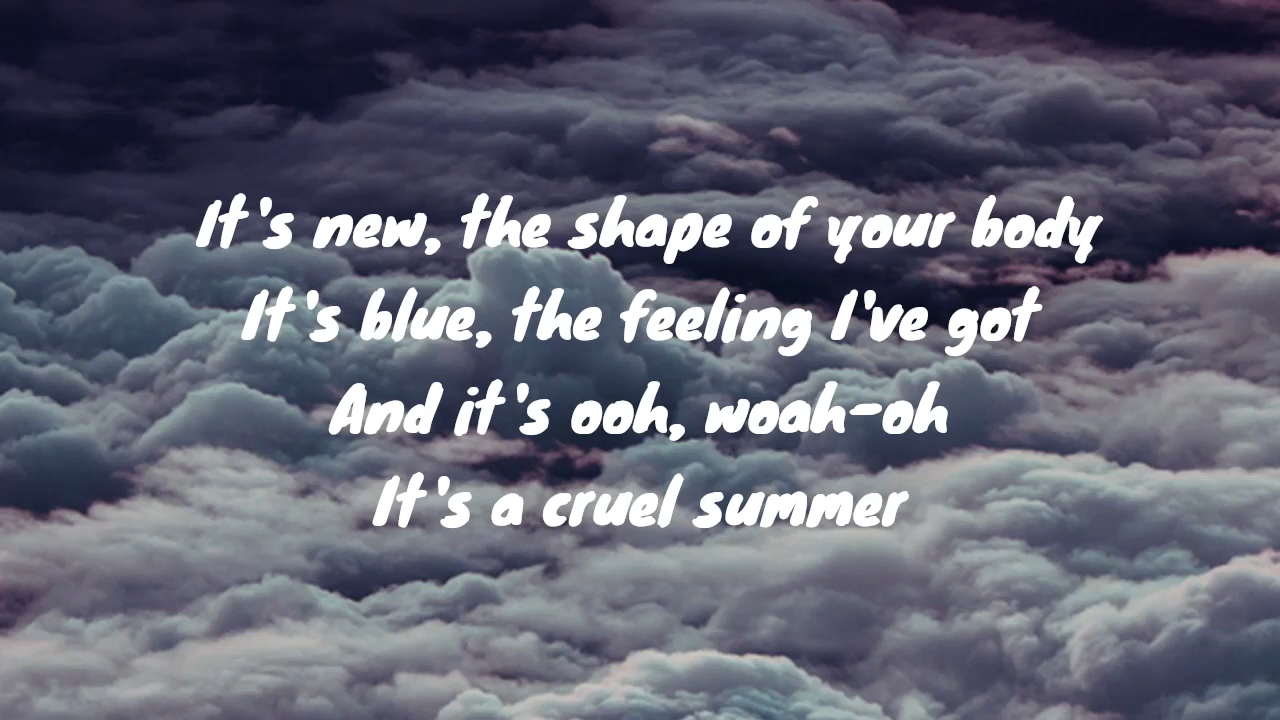 It's new, the shape of your body
It's blue, the feeling I've got
And it's ooh, woah-oh
It's a cruel summer